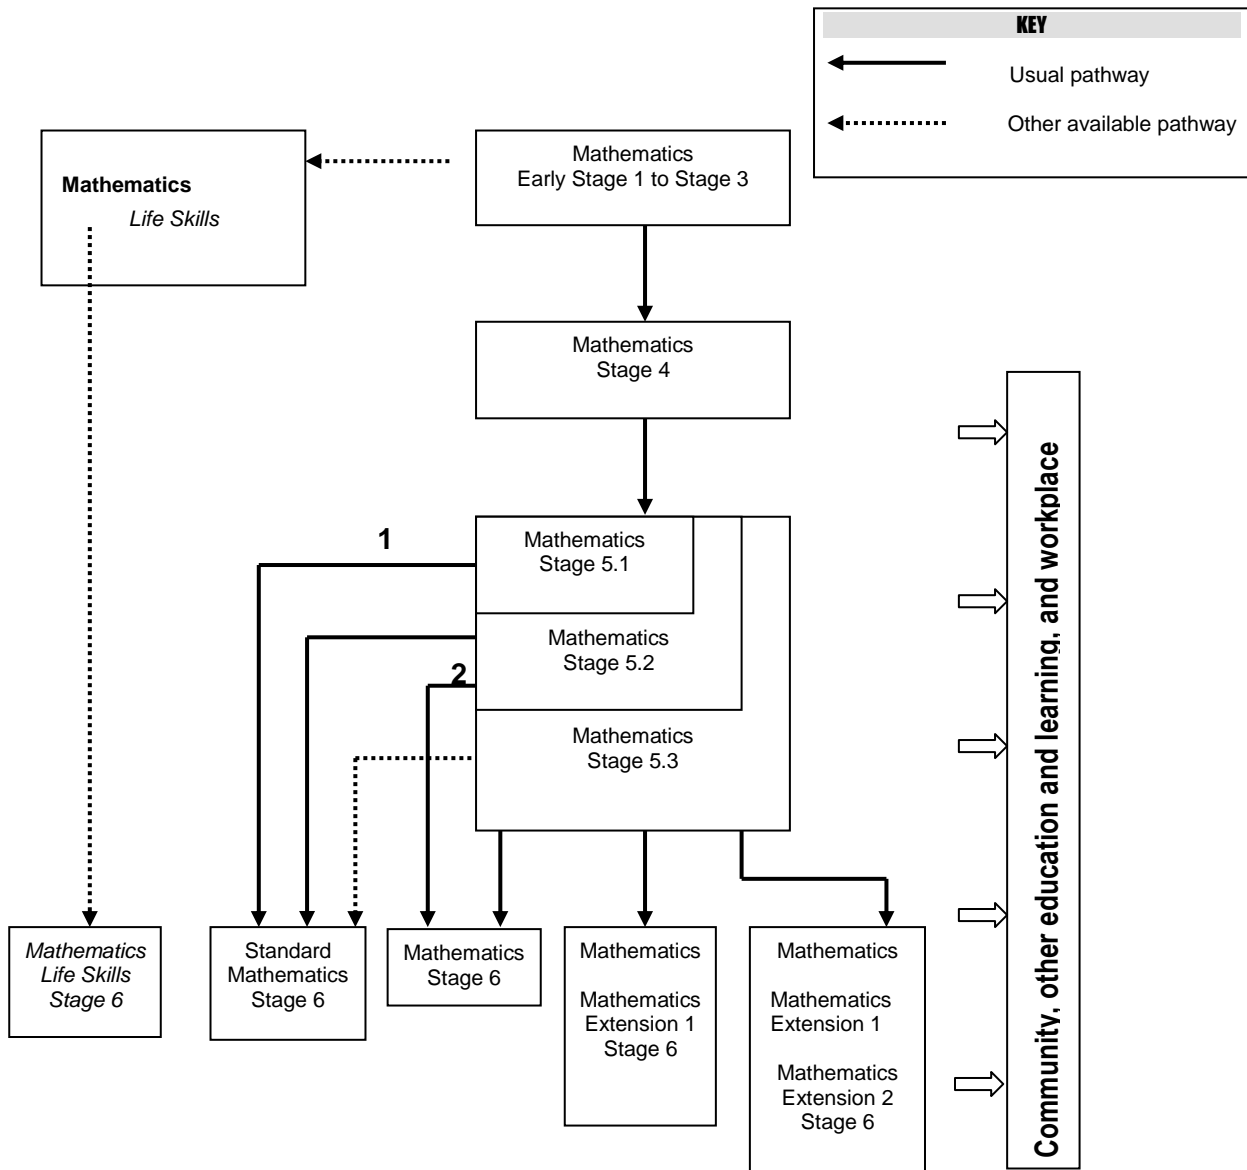 KEY
Usual pathway
Other available pathway
Mathematics
Early Stage 1 to Stage 3
Mathematics
Life Skills
Mathematics
Stage 4
1
Mathematics
Stage 5.1
Mathematics
Stage 5.2
2
Mathematics
Stage 5.3
Mathematics
Life Skills
Stage 6
Standard
Mathematics
Stage 6
Mathematics
Stage 6
Mathematics
Mathematics
Extension 1
Stage 6
Mathematics
Mathematics
Extension 1
Mathematics
Extension 2
Stage 6
Community, other education and learning, and workplace